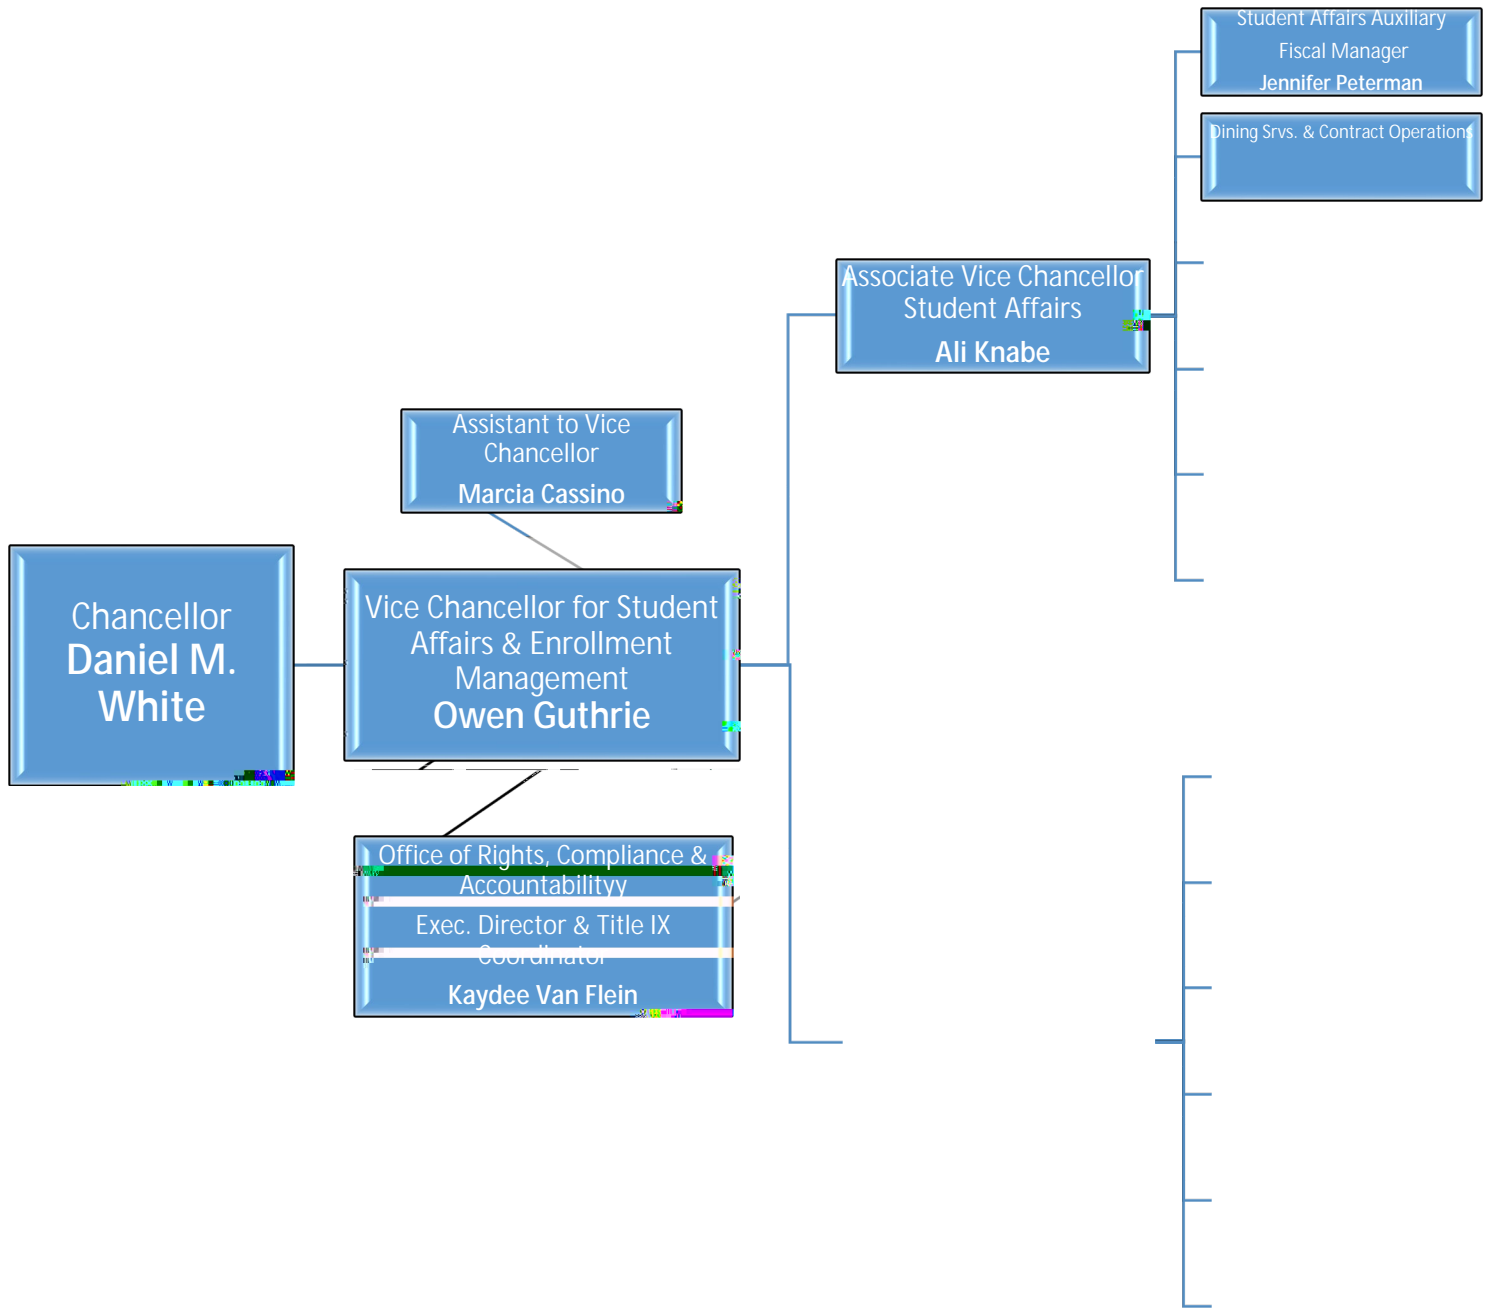 Student Affairs Auxiliary
Fiscal Manager
Jennifer Peterman
Dining Srvs. & Contract Operations
Associate Vice Chancellor
Student Affairs
Ali Knabe
Assistant to Vice
Chancellor
Marcia Cassino
Chancellor
Daniel M.
White
Vice Chancellor for Student
Affairs & Enrollment
Management
Owen Guthrie
Office of Rights, Compliance &
Accountabilityy
Exec. Director & Title IX
Coordinator
Kaydee Van Flein